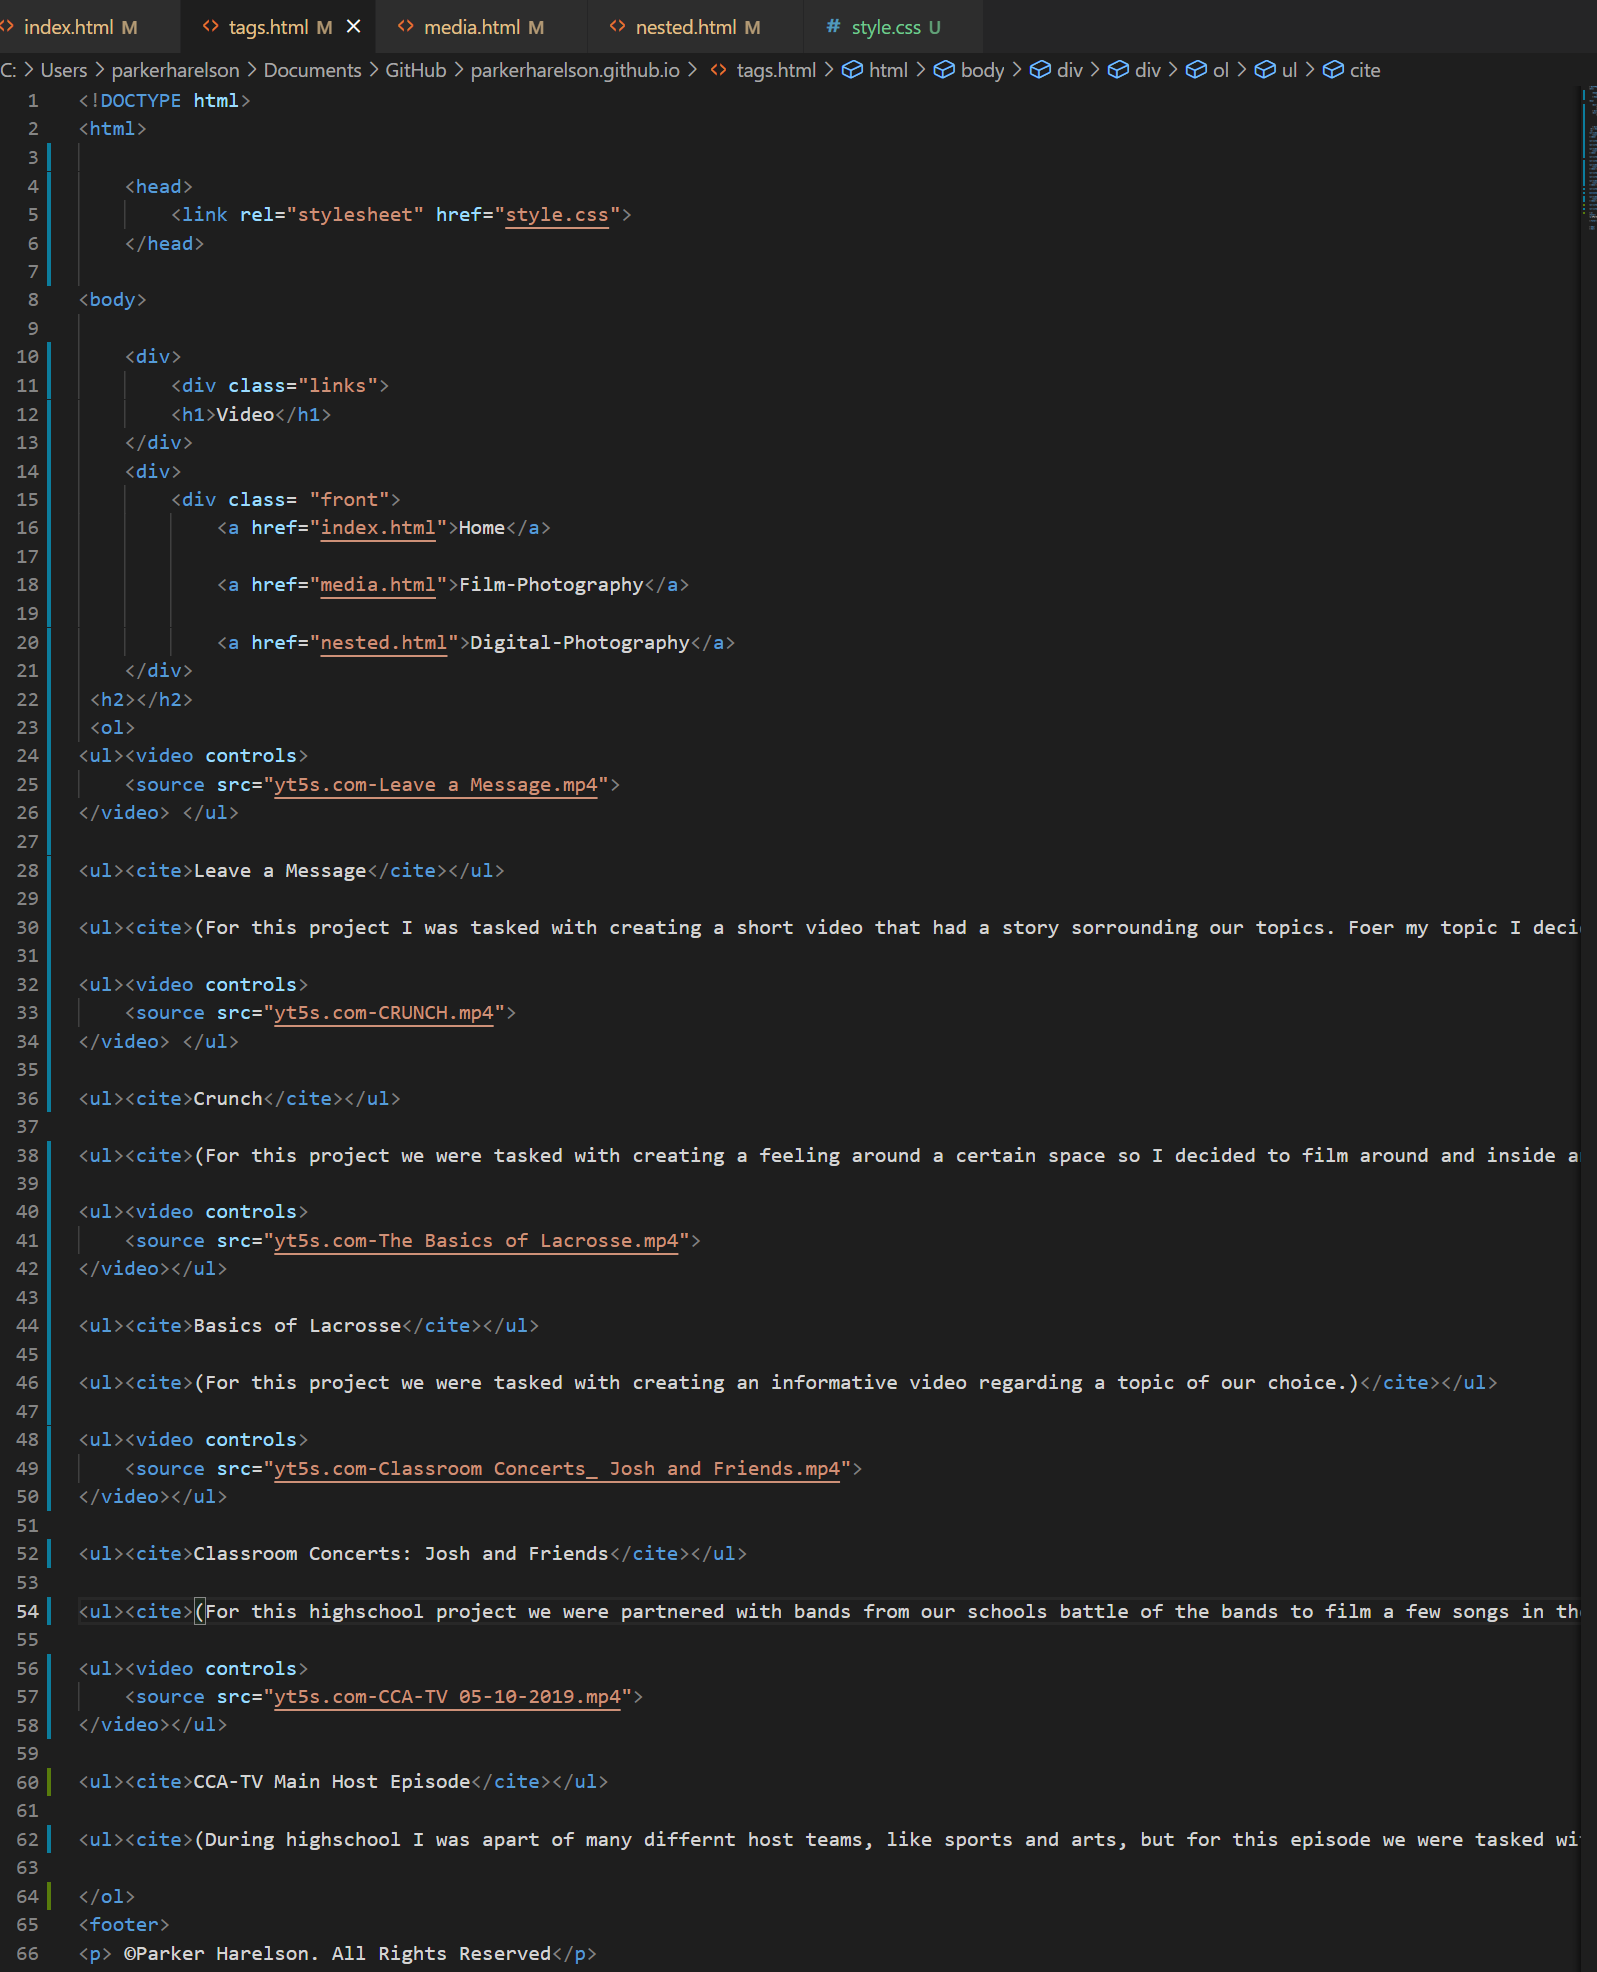 index.html M tags.html M media.html M nested.html M # style.css U
C: > Users > parkerharelson > Documents > GitHub > parkerharelson.github.io > tags.html > html > body > div > div > ol > ul > cite
1 <!DOCTYPE html>
2 <html>
3
4 <head>
5 <link rel="stylesheet" href="style.css">
6 </head>
7
8 <body>
9
10 <div>
11 <div class="links">
12 <h1>Video</h1>
13 </div>
14 <div>
15 <div class= "front">
16 <a href="index.html">Home</a>
17
18 <a href="media.html">Film-Photography</a>
19
20 <a href="nested.html">Digital-Photography</a>
21 </div>
22 <h2></h2>
23 <ol>
24 <ul><video controls>
25 <source src="yt5s.com-Leave a Message.mp4">
26 </video> </ul>
27
28 <ul><cite>Leave a Message</cite></ul>
29
30 <ul><cite>(For this project I was tasked with creating a short video that had a story sorrounding our topics. Foer my topic I deci
31
32 <ul><video controls>
33 <source src="yt5s.com-CRUNCH.mp4">
34 </video> </ul>
35
36 <ul><cite>Crunch</cite></ul>
37
38 <ul><cite>(For this project we were tasked with creating a feeling around a certain space so I decided to film around and inside a
39
40 <ul><video controls>
41 <source src="yt5s.com-The Basics of Lacrosse.mp4">
42 </video></ul>
43
44 <ul><cite>Basics of Lacrosse</cite></ul>
45
46 <ul><cite>(For this project we were tasked with creating an informative video regarding a topic of our choice.)</cite></ul>
47
48 <ul><video controls>
49 <source src="yt5s.com-Classroom Concerts_ Josh and Friends.mp4">
50 </video></ul>
51
52 <ul><cite>Classroom Concerts: Josh and Friends</cite></ul>
53
54 <ul><cite>(For this highschool project we were partnered with bands from our schools battle of the bands to film a few songs in th
55
56 <ul><video controls>
57 <source src="yt5s.com-CCA-TV 05-10-2019.mp4">
58 </video></ul>
59
60 <ul><cite>CCA-TV Main Host Episode</cite></ul>
61
62 <ul><cite>(During highschool I was apart of many differnt host teams, like sports and arts, but for this episode we were tasked wi
63
64 </ol>
65 <footer>
66 <p> ©Parker Harelson. All Rights Reserved</p>